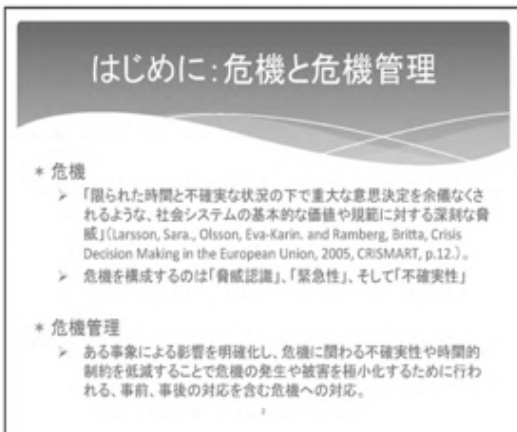 はじめに：危機と危機管理
* 危機
➢ 「限られた時間と不確実な状況の下で重大な意思決定を余儀なくさ
れるような、社会システムの基本的な価値や規範に対する深刻な脅
威」(Larsson, Sara., Olsson, Eva-Karin. and Ramberg, Britta, Crisis
Decision Making in the European Union, 2005, CRISMART, p.12.)。
➢ 危機を構成するのは「脅威認識」、「緊急性」、そして「不確実性」
* 危機管理
➢ ある事象による影響を明確化し、危機に関わる不確実性や時間的
制約を低減することで危機の発生や被害を極小化するために行わ
れる、事前、事後の対応を含む危機への対応。
2